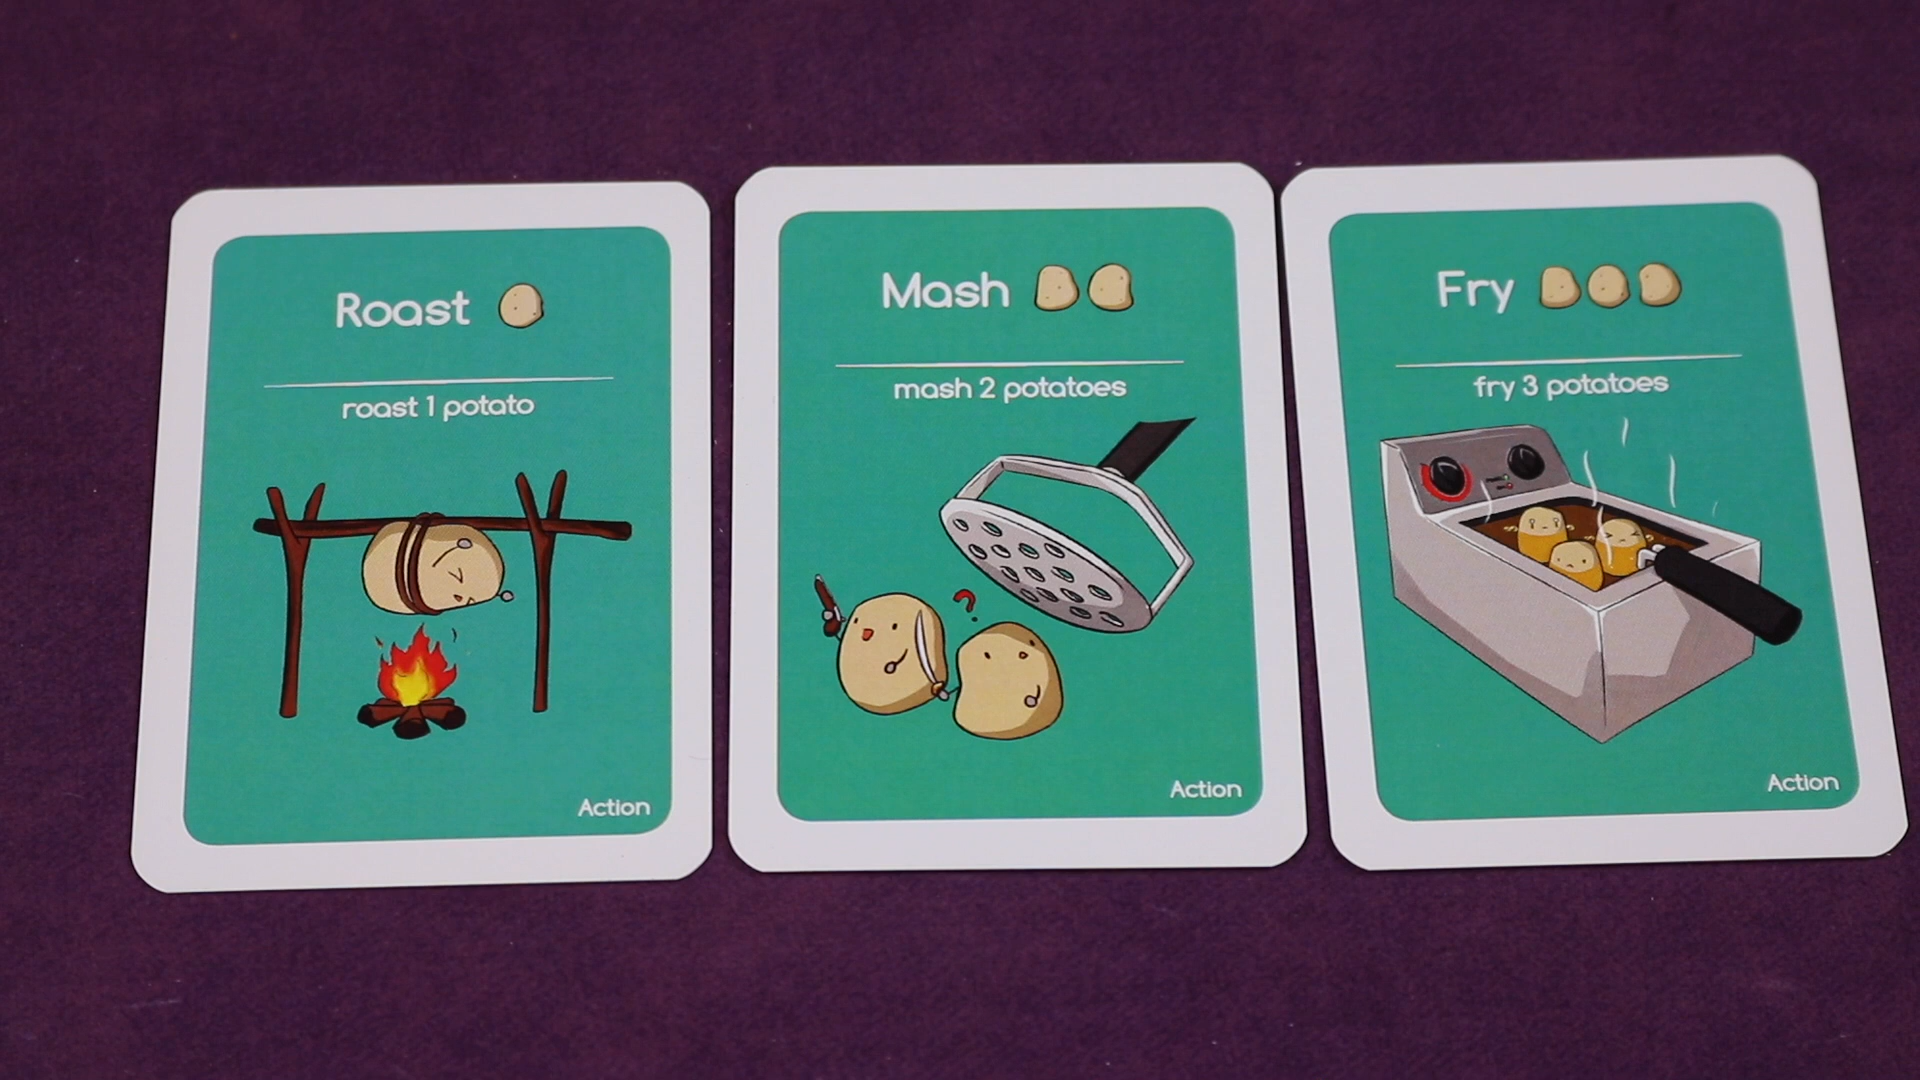 Roast
roast 1 potato
Action
Mash
mash 2 potatoes
?
Action
Fry
fry 3 potatoes
Action